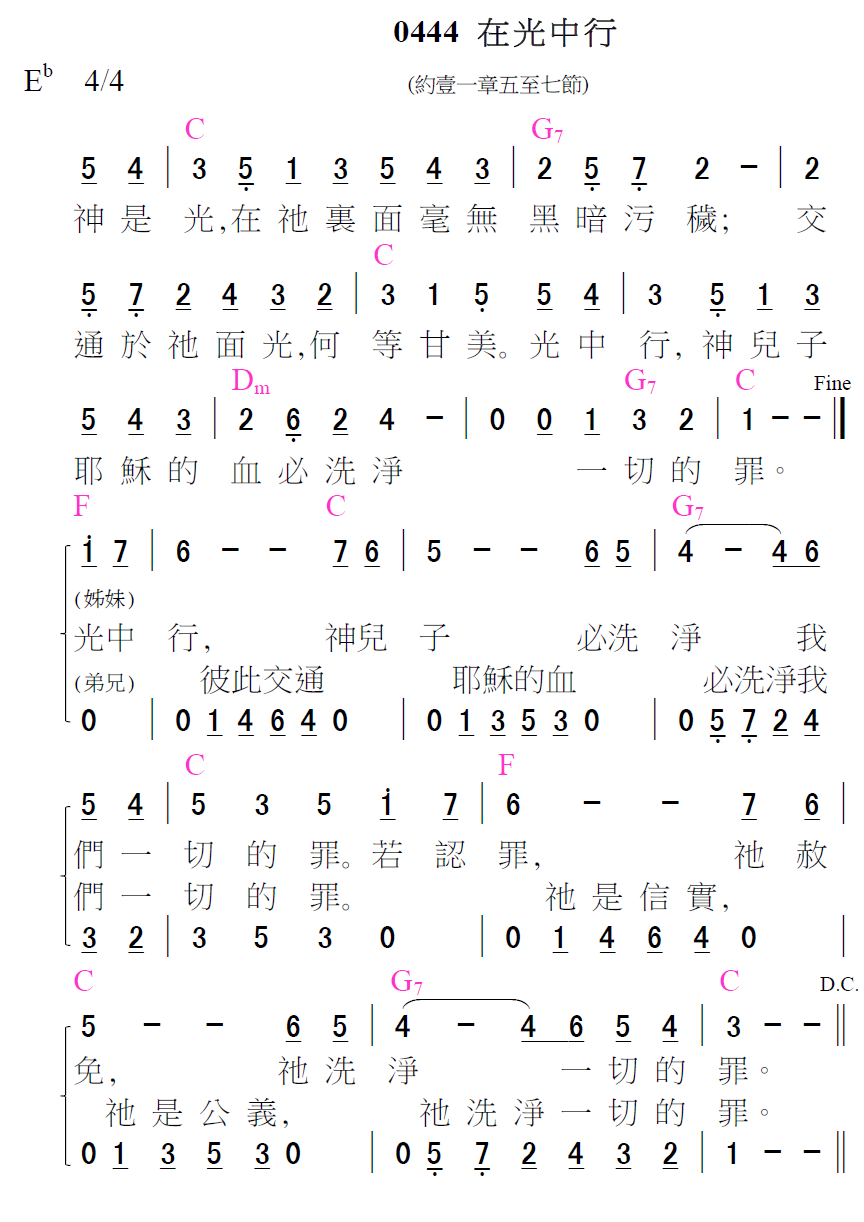 0444 在光中行
E♭ 4/4 (約壹一章五至七節)
C G7
5 4 | 3 5 1 3 5 4 3 | 2 5 7 2 – | 2
神是 光,在祂裏面毫無 黑暗污穢; 交
C
5 7 2 4 3 2 | 3 1 5 5 4 | 3 5 1 3
通於祂面光,何等甘美。光中行,神兒子
Dm G7 C Fine
5 4 3 | 2 6 2 4 – | 0 0 1 3 2 | 1 – – ‖
耶穌的 血必洗淨 一切的罪。
F C G7
i 7 | 6 – – 7 6 | 5 – – 6 5 | 4 – 4 6
(姊妹)
光中行, 神兒子 必洗淨 我
(弟兄) 彼此交通 耶穌的血 必洗淨我
0 | 0 1 4 6 4 0 | 0 1 3 5 3 0 | 0 5 7 2 4
C F
5 4 | 5 3 5 i 7 | 6 – – 7 6 |
們一切的罪。若認罪, 祂赦
們一切的罪。 祂是信實,
3 2 | 3 5 3 0 | 0 1 4 6 4 0 |
C G7 C D.C.
5 – – 6 5 | 4 – 4 6 5 4 | 3 – – ‖
免, 祂洗淨 一切的罪。
祂是公義, 祂洗淨一切的罪。
0 1 3 5 3 0 | 0 5 7 2 4 3 2 | 1 – – ‖